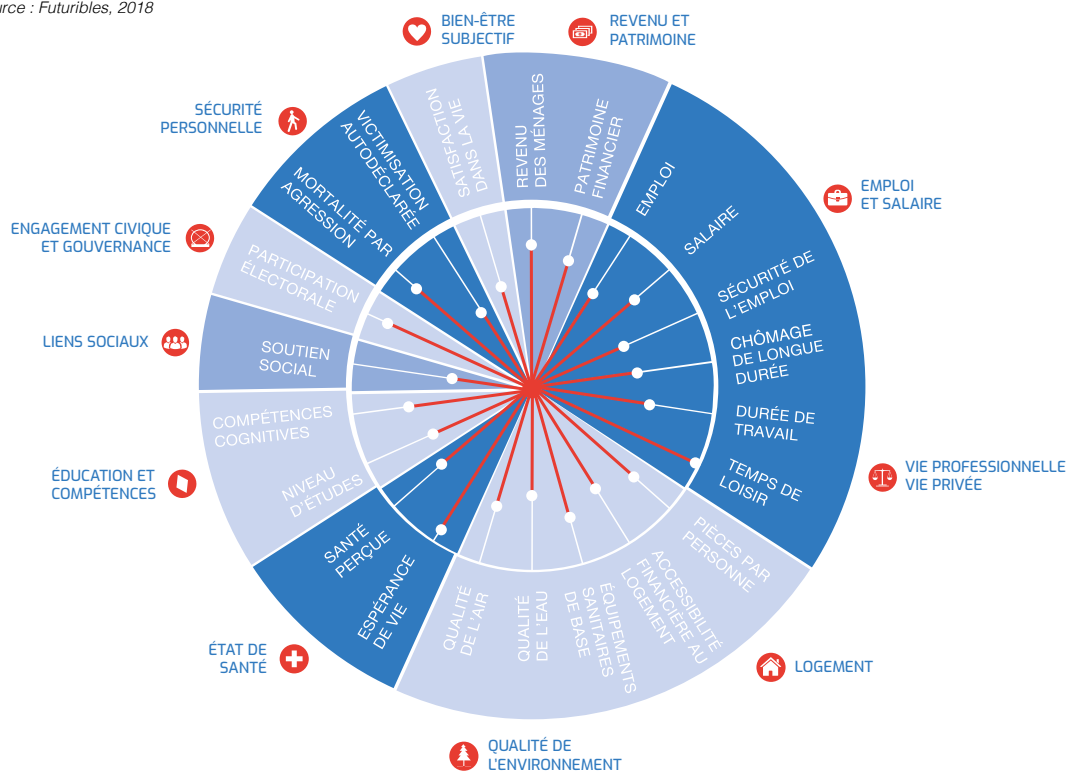 urce : Futuribles, 2018
BIEN-ÊTRE
SUBJECTIF
REVENU ET
PATRIMOINE
EMPLOI
ET SALAIRE
VIE PROFESSIONNELLE
VIE PRIVÉE
LOGEMENT
QUALITÉ DE
L'ENVIRONNEMENT
ÉTAT DE
SANTÉ
ÉDUCATION ET
COMPÉTENCES
LIENS SOCIAUX
ENGAGEMENT CIVIQUE
ET GOUVERNANCE
SÉCURITÉ
PERSONNELLE
SATISFACTION
DANS LA VIE
REVENU
DES MÉNAGES
PATRIMOINE
FINANCIER
EMPLOI
SALAIRE
SÉCURITÉ DE
L'EMPLOI
CHÔMAGE
DE LONGUE
DURÉE
DURÉE DE
TRAVAIL
TEMPS DE
LOISIR
PIÈCES PAR
PERSONNE
ACCESSIBILITÉ
FINANCIÈRE AU
LOGEMENT
ÉQUIPEMENTS
SANITAIRES
DE BASE
QUALITÉ
DE L'EAU
QUALITÉ
DE L'AIR
ESPÉRANCE
DE VIE
SANTÉ
PERÇUE
NIVEAU
D'ÉTUDES
COMPÉTENCES
COGNITIVES
SOUTIEN
SOCIAL
PARTICIPATION
ÉLECTORALE
MORTALITÉ PAR
AGRESSION
VICTIMISATION
AUTODÉCLARÉE